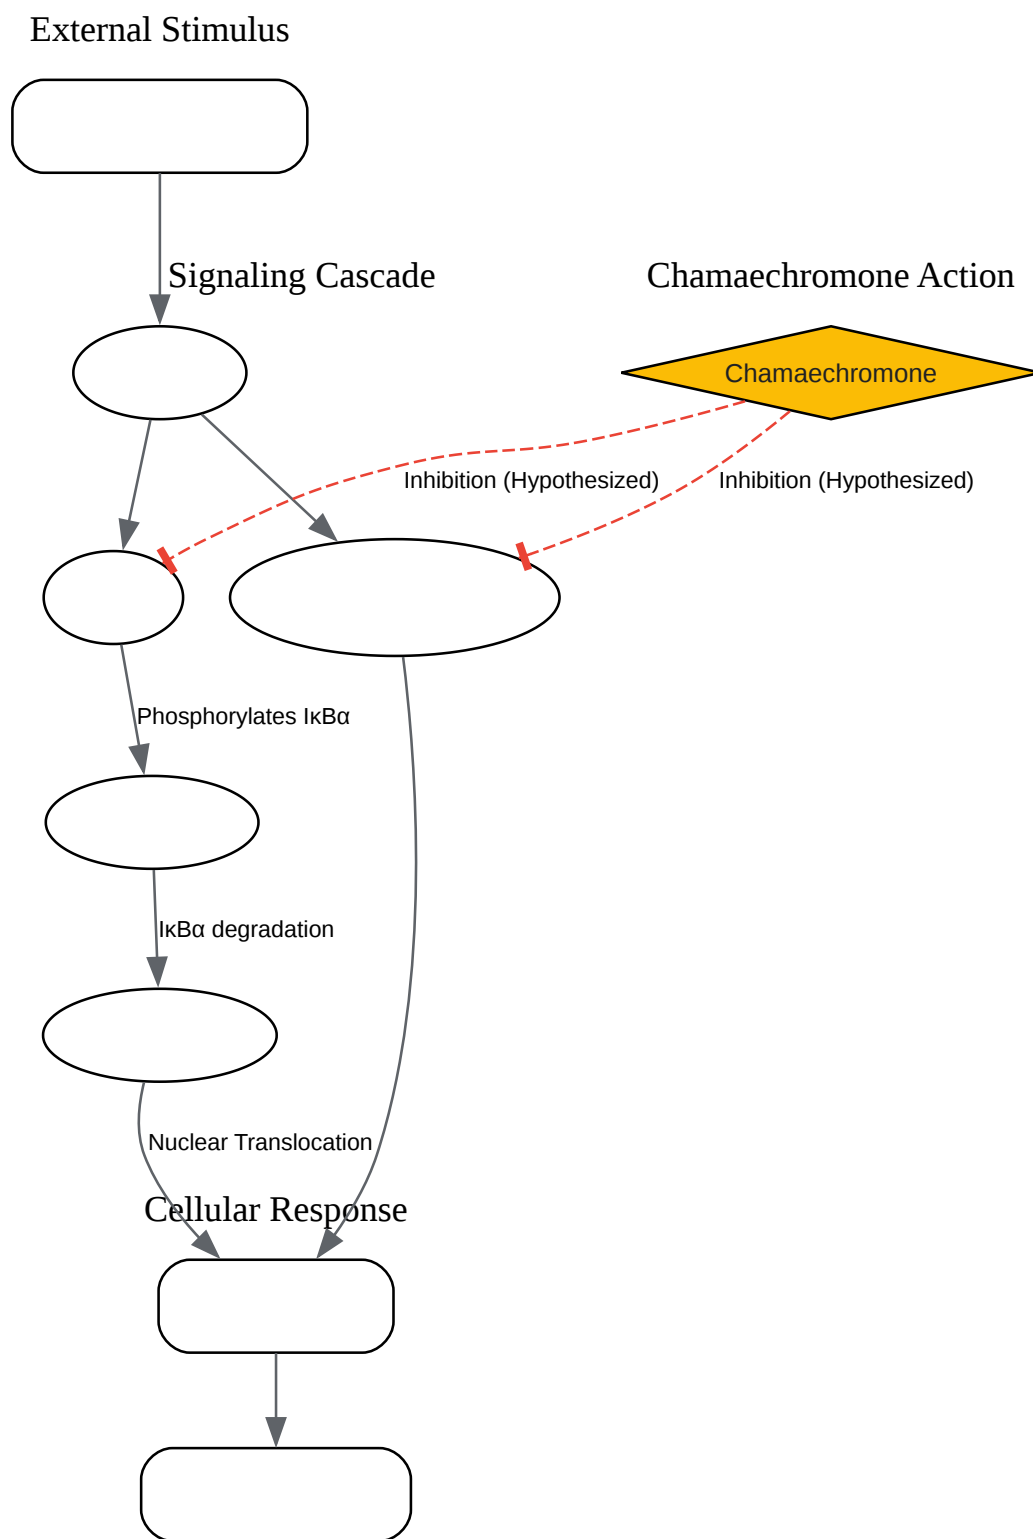 External Stimulus
Signaling Cascade
Chamaechromone Action
Chamaechromone
Inhibition (Hypothesized)
Inhibition (Hypothesized)
Phosphorylates IκBα
IκBα degradation
Nuclear Translocation
Cellular Response